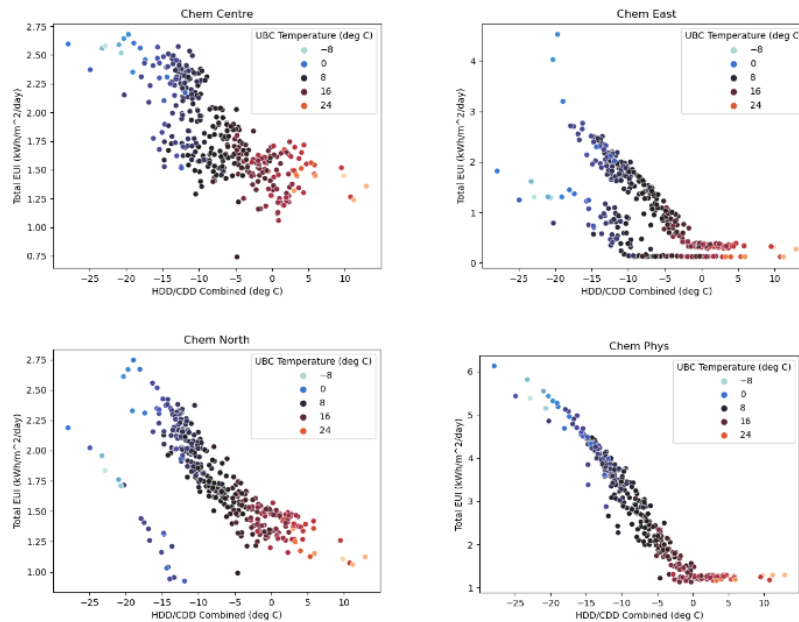 Chem Centre
Total EUI (kWh/m^2/day)
2.75
2.50
2.25
2.00
1.75
1.50
1.25
1.00
0.75
UBC Temperature (deg C)
−8
0
8
16
24
−25 −20 −15 −10 −5 0 5 10
HDD/CDD Combined (deg C)
Chem East
Total EUI (kWh/m^2/day)
4
3
2
1
0
UBC Temperature (deg C)
−8
0
8
16
24
−25 −20 −15 −10 −5 0 5 10
HDD/CDD Combined (deg C)
Chem North
Total EUI (kWh/m^2/day)
2.75
2.50
2.25
2.00
1.75
1.50
1.25
1.00
UBC Temperature (deg C)
−8
0
8
16
24
−25 −20 −15 −10 −5 0 5 10
HDD/CDD Combined (deg C)
Chem Phys
Total EUI (kWh/m^2/day)
6
5
4
3
2
1
UBC Temperature (deg C)
−8
0
8
16
24
−25 −20 −15 −10 −5 0 5 10
HDD/CDD Combined (deg C)